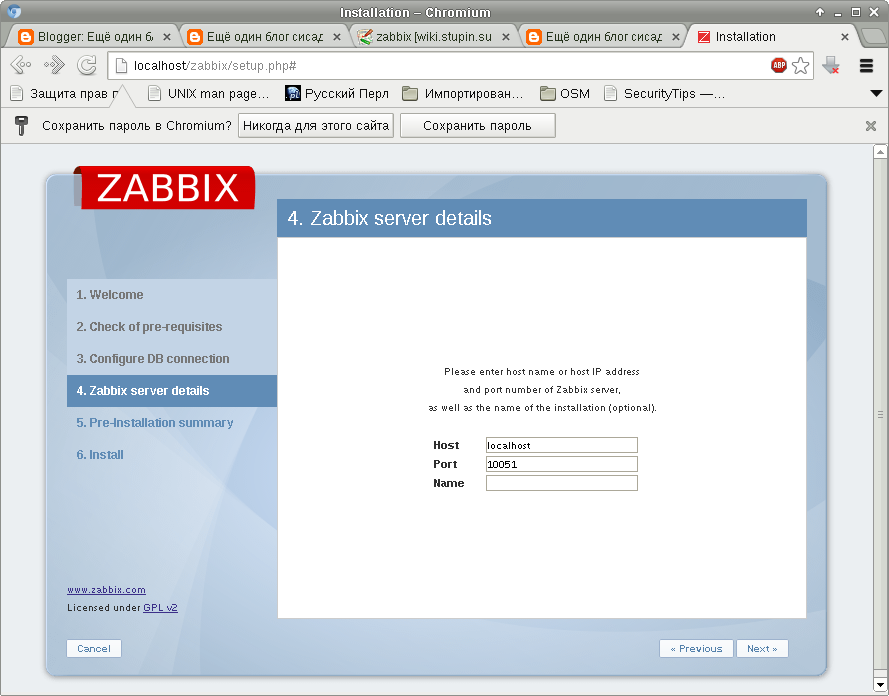 Installation – Chromium
Blogger: Ещё один б
Ещё один блог сисад
zabbix [wiki.stupin.su
Ещё один блог сисад
Installation
localhost/zabbix/setup.php#
ABP
Защита прав г
UNIX man page...
Русский Перл
Импортирован...
OSM
SecurityTips —...
Сохранить пароль в Chromium?
Никогда для этого сайта
Сохранить пароль
ZABBIX
4. Zabbix server details
1. Welcome
2. Check of pre-requisites
3. Configure DB connection
4. Zabbix server details
5. Pre-Installation summary
6. Install
Please enter host name or host IP address
and port number of Zabbix server,
as well as the name of the installation (optional).
Host localhost
Port 10051
Name
www.zabbix.com
Licensed under GPL v2
Cancel
« Previous
Next »